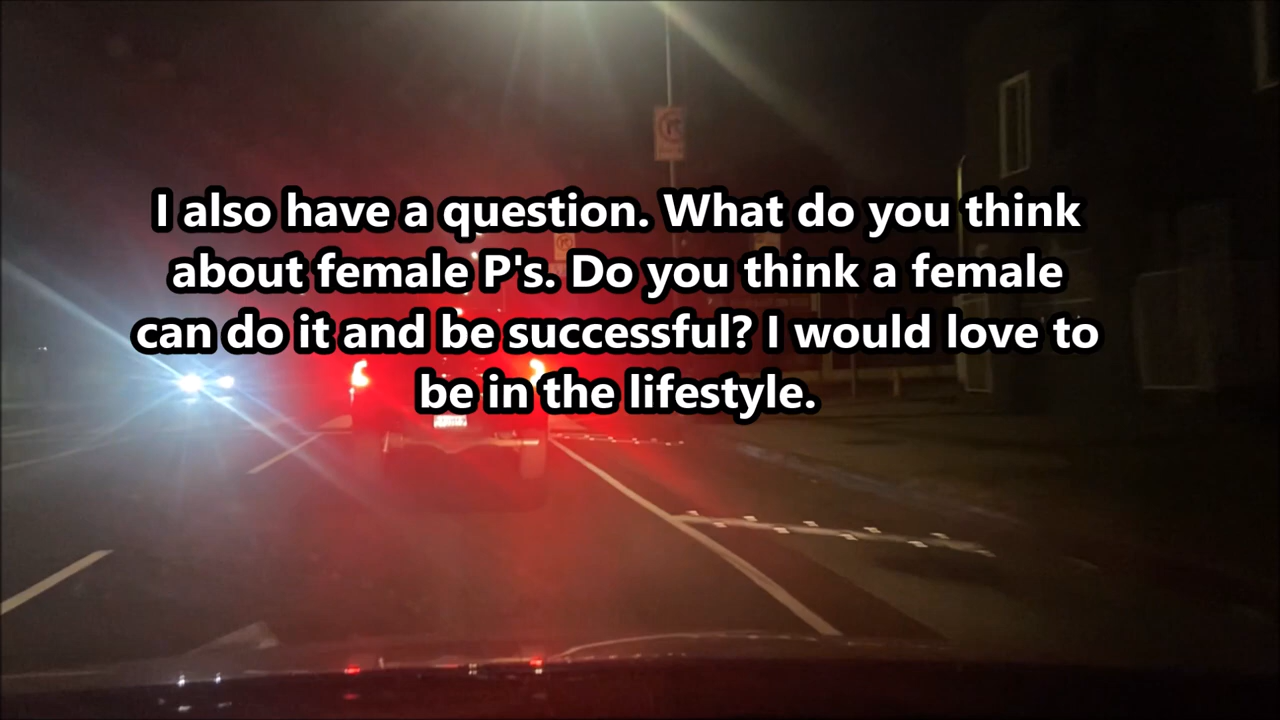 I also have a question. What do you think
about female P's. Do you think a female
can do it and be successful? I would love to
be in the lifestyle.